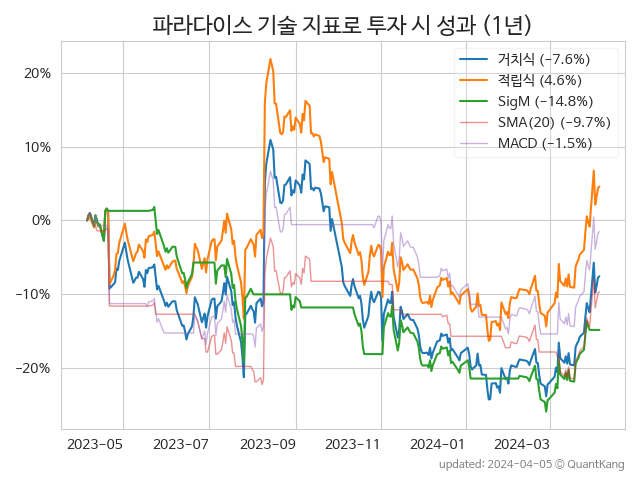 파라다이스 기술 지표로 투자 시 성과 (1년)
거치식 (−7.6%)
적립식 (4.6%)
SigM (−14.8%)
SMA(20) (−9.7%)
MACD (−1.5%)
20%
10%
0%
−10%
−20%
2023-05 2023-07 2023-09 2023-11 2024-01 2024-03
updated: 2024-04-05 © QuantKang